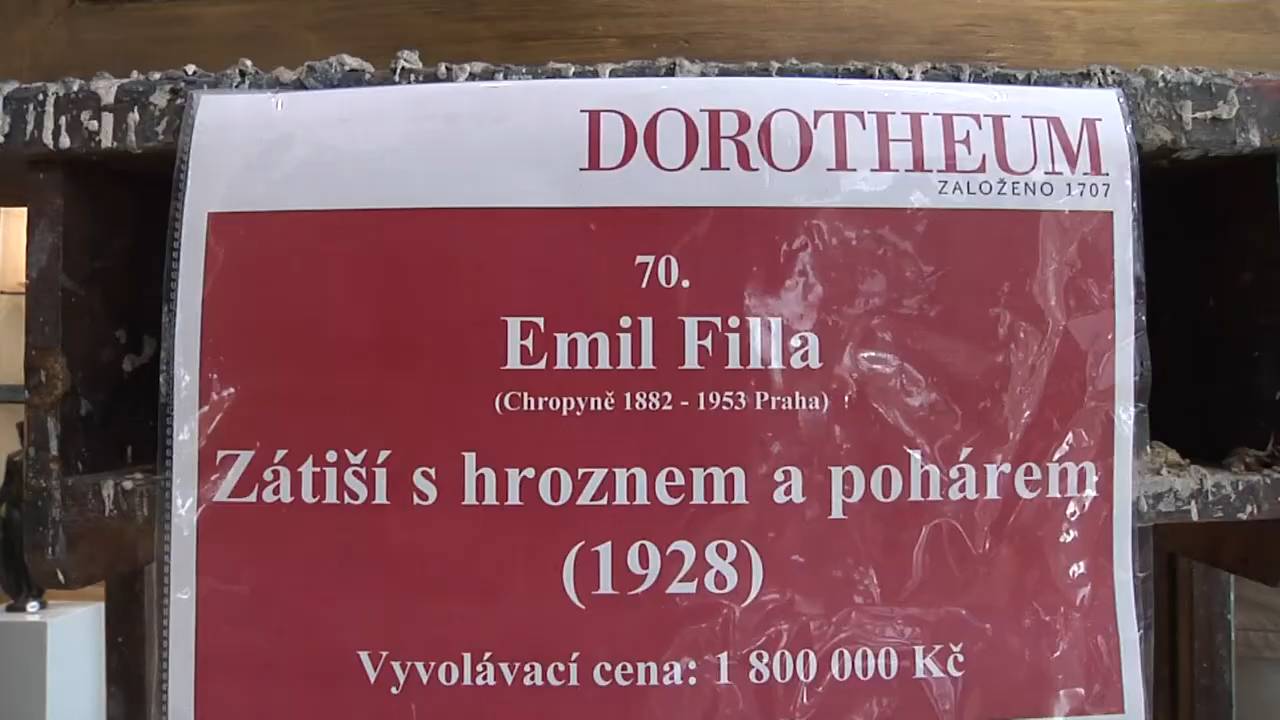 DOROTHEUM
ZALOŽENO 1707
70.
Emil Filla
(Chropyně 1882 - 1953 Praha)
Zátiší s hroznem a pohárem
(1928)
Vyvolávací cena: 1 800 000 Kč